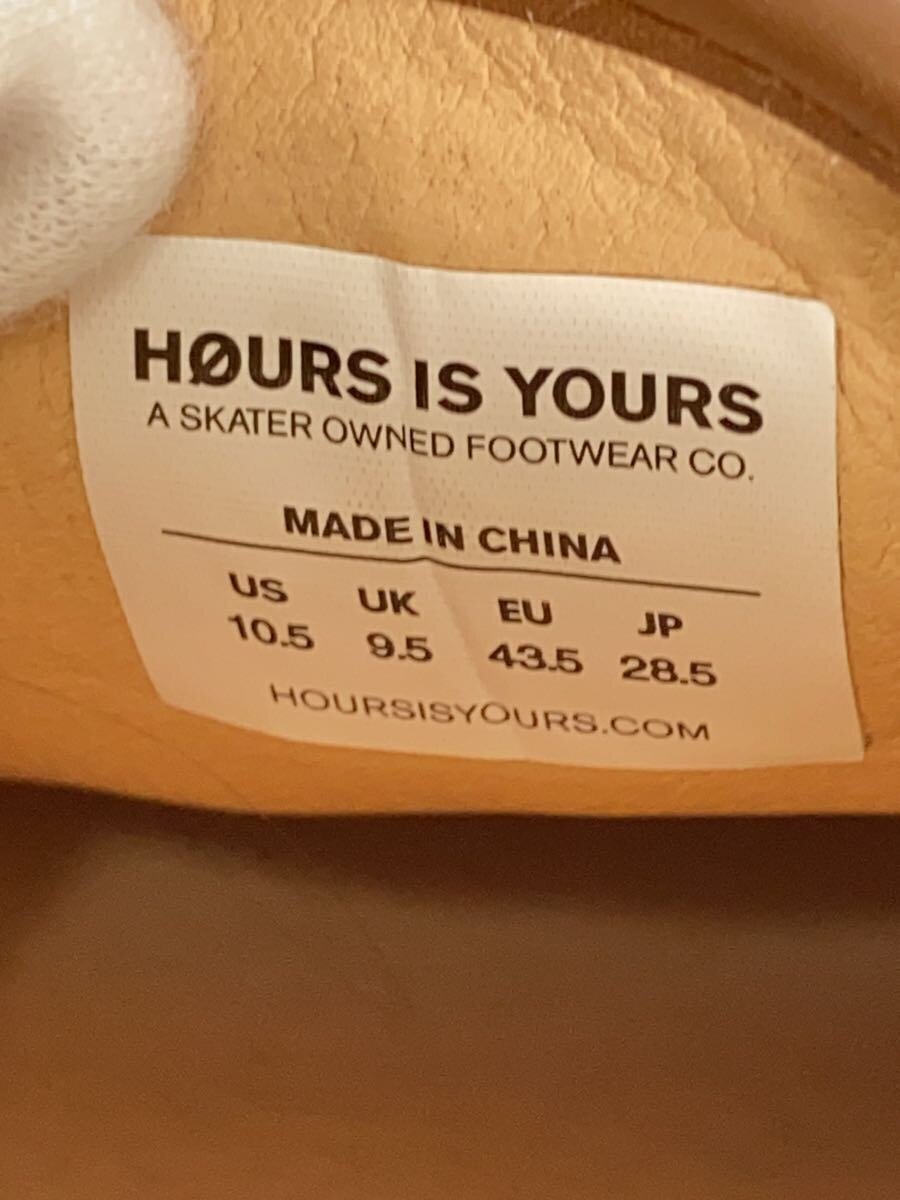 HØURS IS YOURS
A SKATER OWNED FOOTWEAR CO.
MADE IN CHINA
US UK EU JP
10.5 9.5 43.5 28.5
HOURSISYOURS.COM